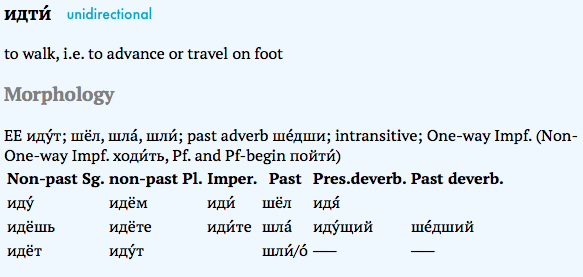 идти́ unidirectional
to walk, i.e. to advance or travel on foot
Morphology
EE иду́т; шёл, шла́, шли́; past adverb ше́дши; intransitive; One-way Impf. (Non-
One-way Impf. ходи́ть, Pf. and Pf-begin пойти́)
Non-past Sg. non-past Pl. Imper. Past Pres.deverb. Past deverb.
иду́ идём иди́ шёл идя́
идёшь идёте иди́те шла́ иду́щий ше́дший
идёт иду́т шли́/о́ — —